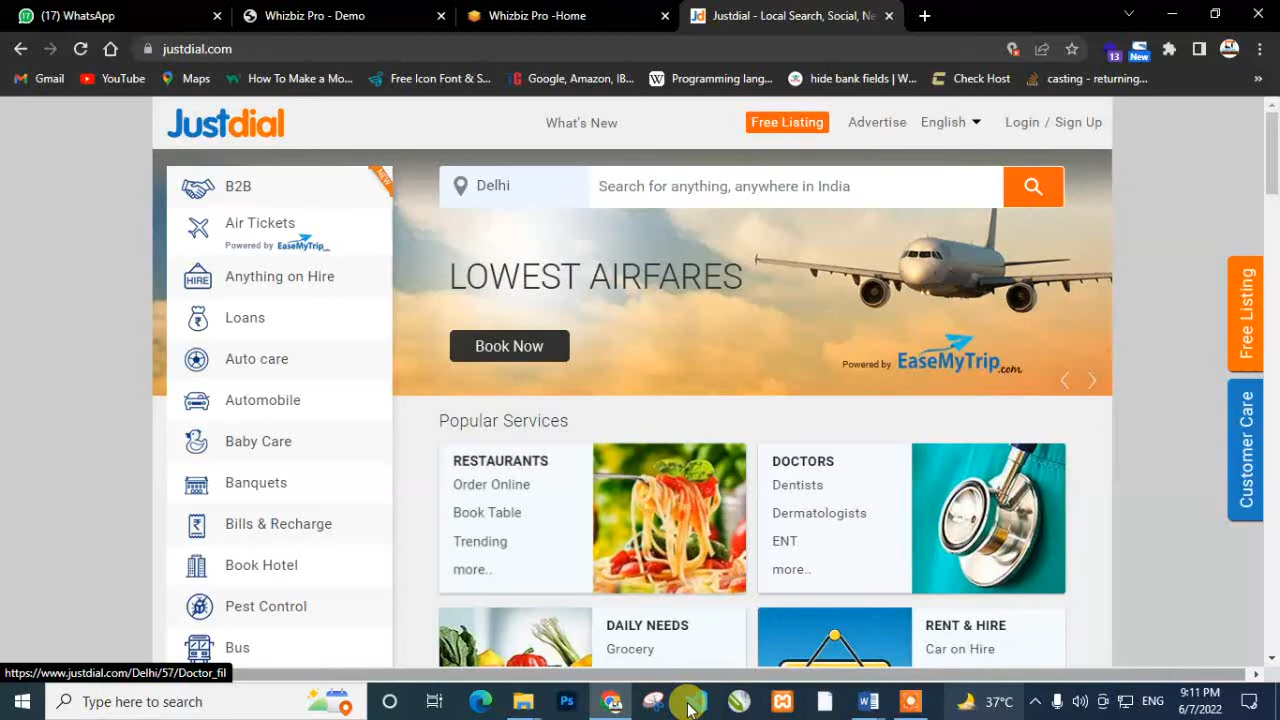 (17) WhatsApp
Whizbiz Pro - Demo
Whizbiz Pro -Home
Justdial - Local Search, Social, Ne
justdial.com
13
New
Gmail
YouTube
Maps
How To Make a Mo...
Free Icon Font & S...
Google, Amazon, IB...
Programming lang...
hide bank fields | W...
Check Host
casting - returning...
Justdial
What's New
Free Listing
Advertise
English
Login / Sign Up
B2B
NEW
Air Tickets
Powered by EaseMyTrip.com
HIRE
Anything on Hire
Loans
Auto care
Automobile
Baby Care
Banquets
Bills & Recharge
Book Hotel
Pest Control
Bus
Delhi
Search for anything, anywhere in India
LOWEST AIRFARES
Book Now
Powered by EaseMyTrip.com
Popular Services
RESTAURANTS
Order Online
Book Table
Trending
more..
DOCTORS
Dentists
Dermatologists
ENT
more..
DAILY NEEDS
Grocery
RENT & HIRE
Car on Hire
Free Listing
Customer Care
https://www.justdial.com/Delhi/57/Doctor_fil
Type here to search
Ps
37°C
ENG
9:11 PM
6/7/2022